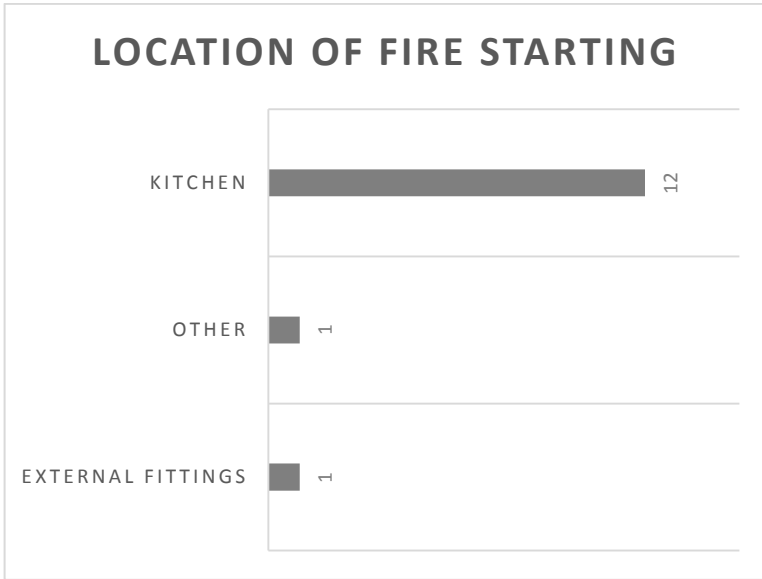 LOCATION OF FIRE STARTING
KITCHEN
12
OTHER
1
EXTERNAL FITTINGS
1